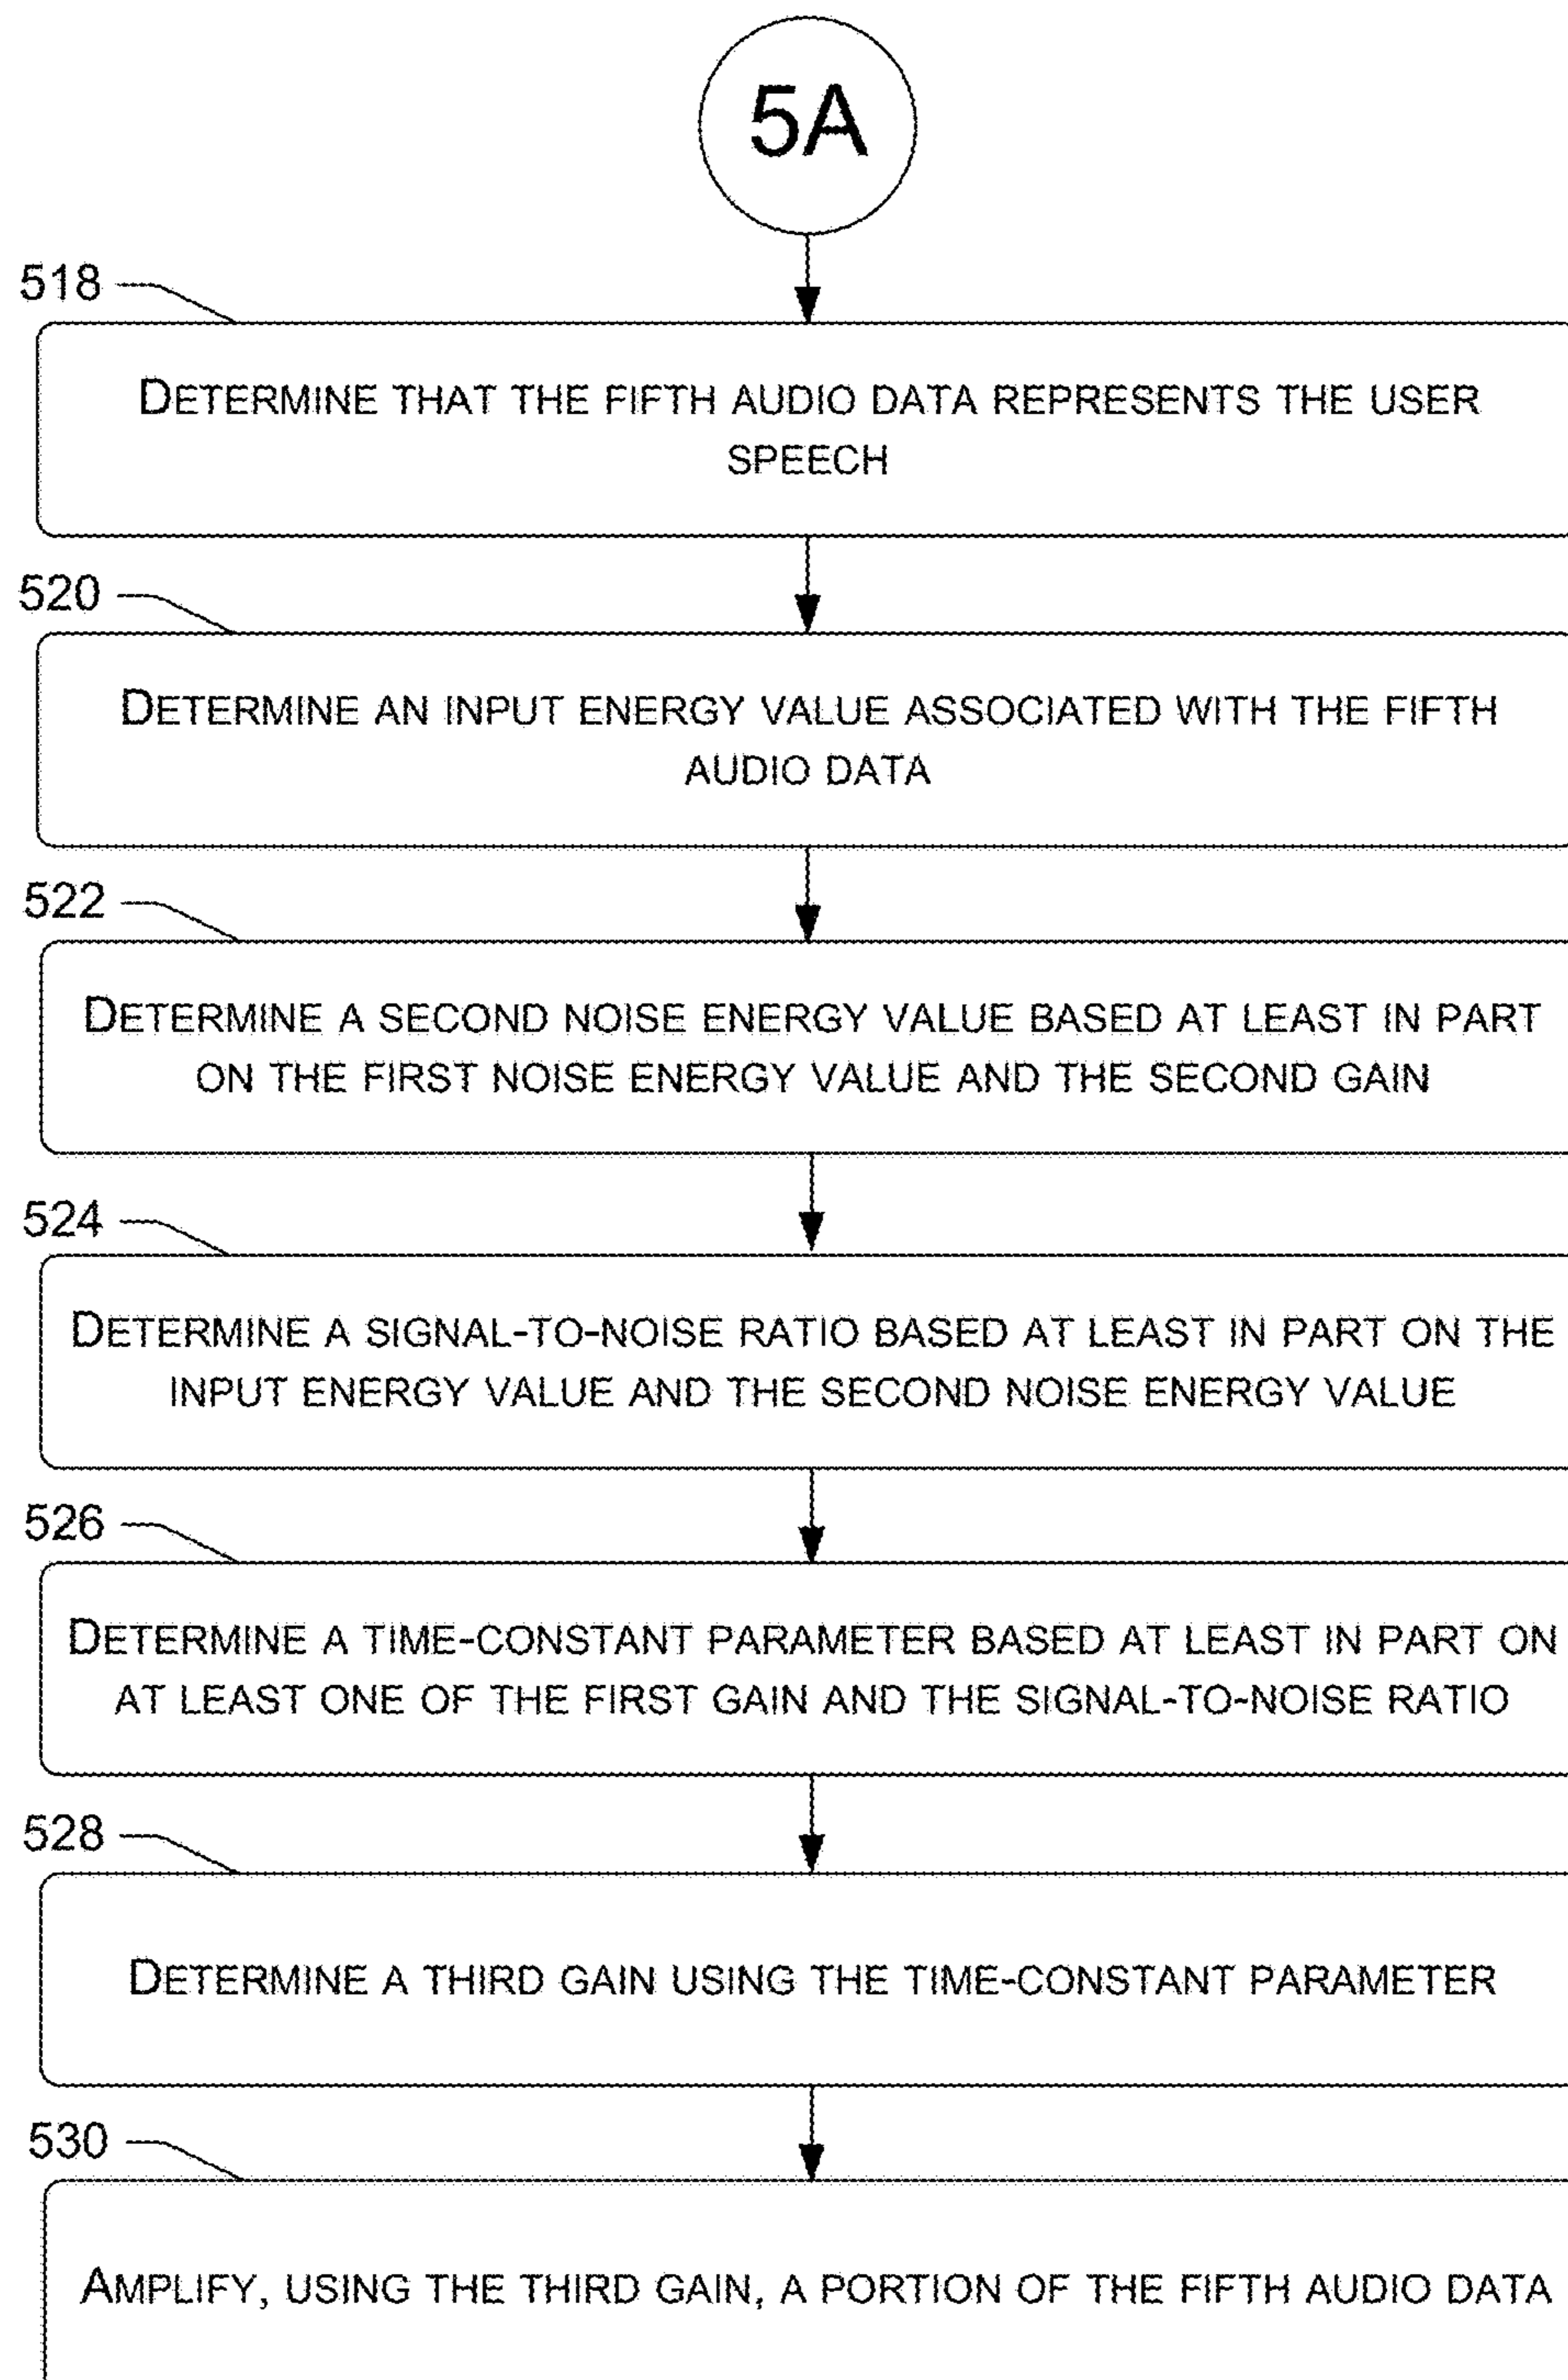 5A
518
DETERMINE THAT THE FIFTH AUDIO DATA REPRESENTS THE USER
SPEECH
520
DETERMINE AN INPUT ENERGY VALUE ASSOCIATED WITH THE FIFTH
AUDIO DATA
522
DETERMINE A SECOND NOISE ENERGY VALUE BASED AT LEAST IN PART
ON THE FIRST NOISE ENERGY VALUE AND THE SECOND GAIN
524
DETERMINE A SIGNAL-TO-NOISE RATIO BASED AT LEAST IN PART ON THE
INPUT ENERGY VALUE AND THE SECOND NOISE ENERGY VALUE
526
DETERMINE A TIME-CONSTANT PARAMETER BASED AT LEAST IN PART ON
AT LEAST ONE OF THE FIRST GAIN AND THE SIGNAL-TO-NOISE RATIO
528
DETERMINE A THIRD GAIN USING THE TIME-CONSTANT PARAMETER
530
AMPLIFY, USING THE THIRD GAIN, A PORTION OF THE FIFTH AUDIO DATA